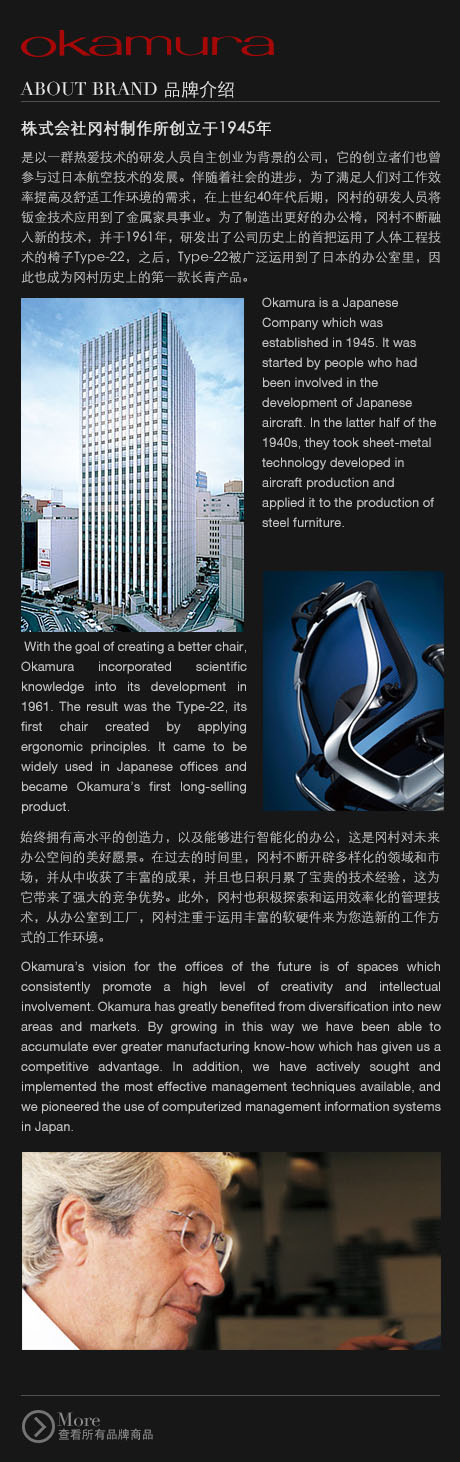 okamura
ABOUT BRAND 品牌介绍
株式会社冈村制作所创立于1945年
是以一群热爱技术的研发人员自主创业为背景的公司，它的创立者们也曾
参与过日本航空技术的发展。伴随着社会的进步，为了满足人们对工作效
率提高及舒适工作环境的需求，在上世纪40年代后期，冈村的研发人员将
钣金技术应用到了金属家具事业。为了制造出更好的办公椅，冈村不断融
入新的技术，并于1961年，研发出了公司历史上的首把运用了人体工程技
术的椅子Type-22，之后，Type-22被广泛运用到了日本的办公室里，因
此也成为冈村历史上的第一款长青产品。
Okamura is a Japanese
Company which was
established in 1945. It was
started by people who had
been involved in the
development of Japanese
aircraft. In the latter half of the
1940s, they took sheet-metal
technology developed in
aircraft production and
applied it to the production of
steel furniture.
With the goal of creating a better chair,
Okamura incorporated scientific
knowledge into its development in
1961. The result was the Type-22, its
first chair created by applying
ergonomic principles. It came to be
widely used in Japanese offices and
became Okamura's first long-selling
product.
始终拥有高水平的创造力，以及能够进行智能化的办公，这是冈村对未来
办公空间的美好愿景。在过去的时间里，冈村不断开辟多样化的领域和市
场，并从中收获了丰富的成果，并且也日积月累了宝贵的技术经验，这为
它带来了强大的竞争优势。此外，冈村也积极探索和运用效率化的管理技
术，从办公室到工厂，冈村注重于运用丰富的软硬件来为您造新的工作方
式的工作环境。
Okamura's vision for the offices of the future is of spaces which
consistently promote a high level of creativity and intellectual
involvement. Okamura has greatly benefited from diversification into new
areas and markets. By growing in this way we have been able to
accumulate ever greater manufacturing know-how which has given us a
competitive advantage. In addition, we have actively sought and
implemented the most effective management techniques available, and
we pioneered the use of computerized management information systems
in Japan.
More
查看所有品牌商品